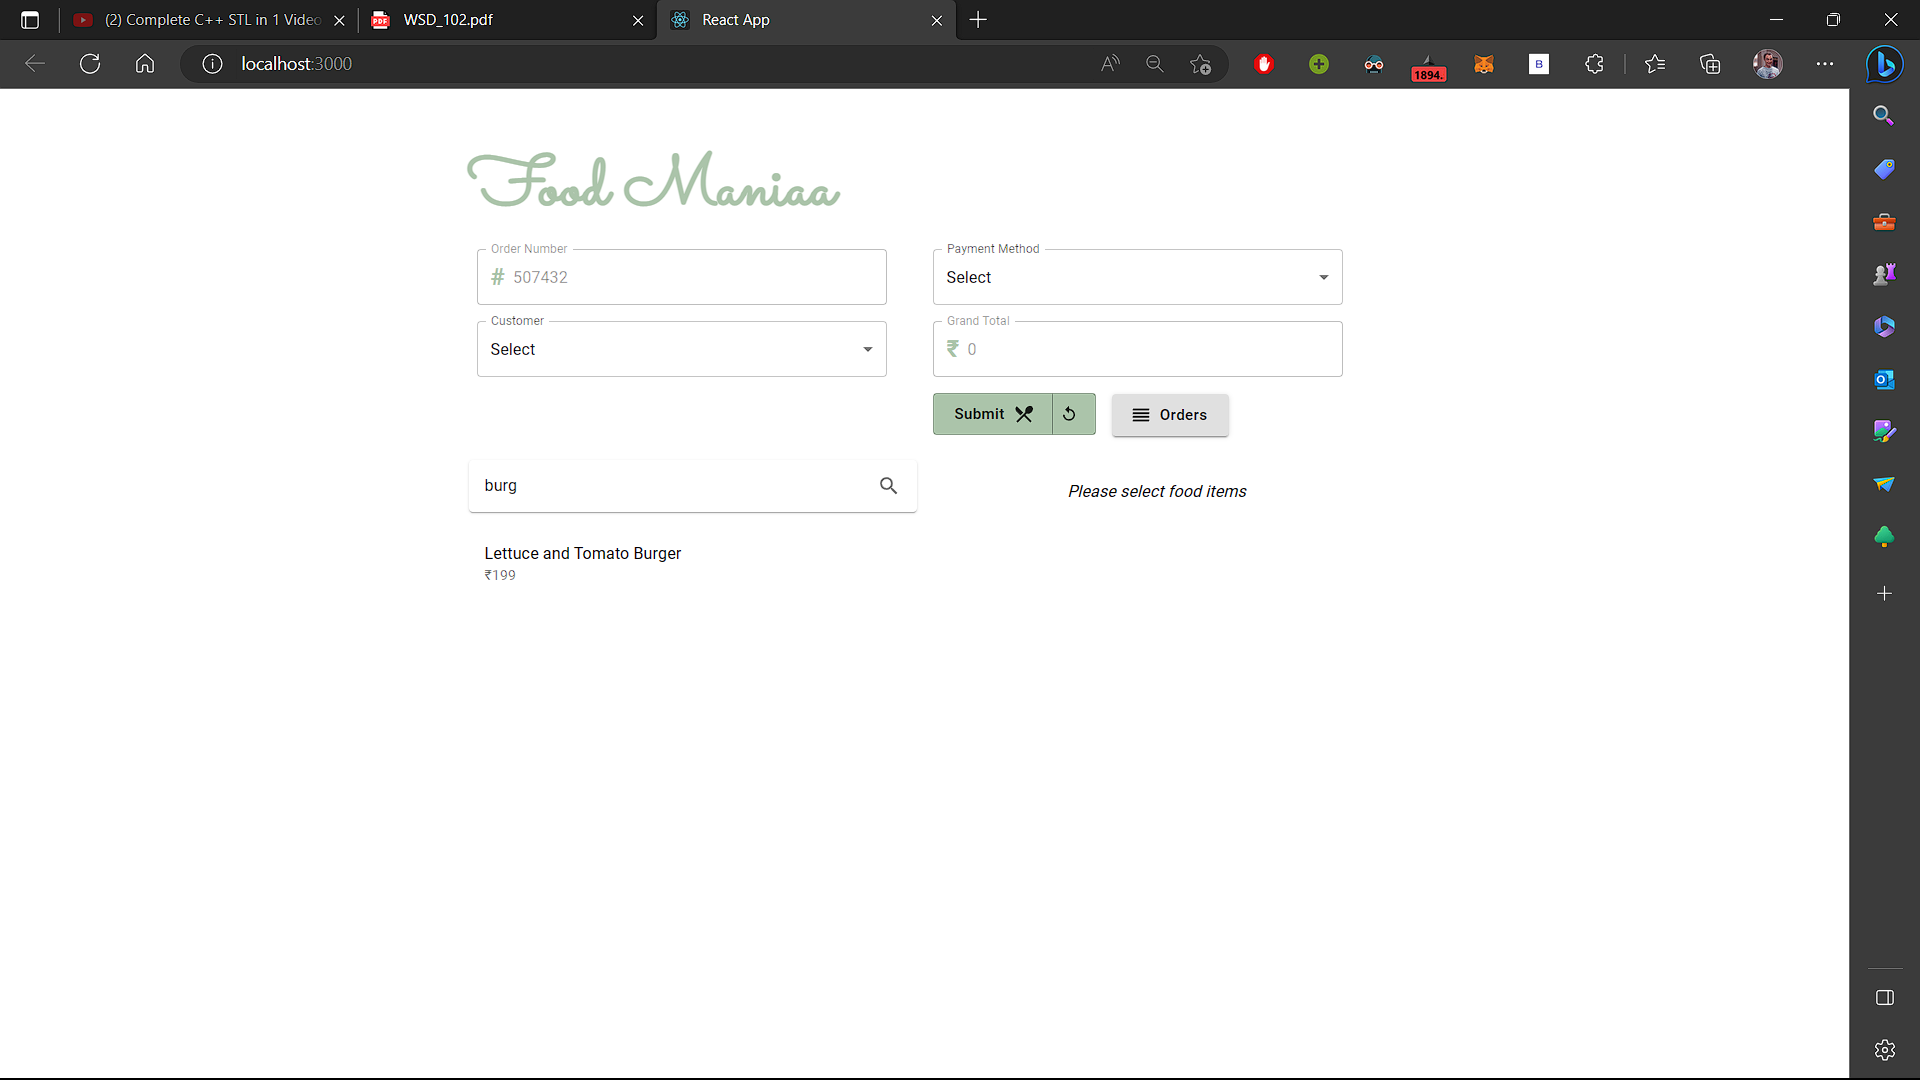 (2) Complete C++ STL in 1 Video
WSD_102.pdf
React App
localhost:3000
1894.
B
Food Maniaa
Order Number
# 507432
Payment Method
Select
Customer
Select
Grand Total
₹ 0
Submit
Orders
burg
Please select food items
Lettuce and Tomato Burger
₹199